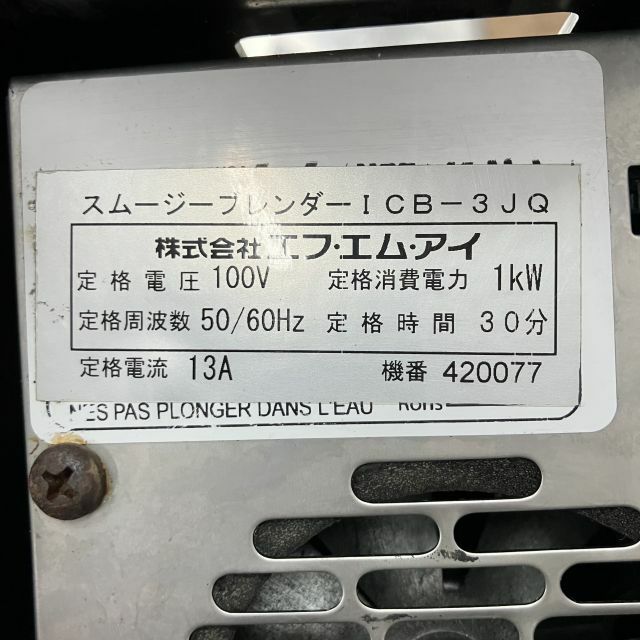 スムージーブレンダーICB-3JQ
株式会社エフ・エム・アイ
定格電圧 100V 定格消費電力 1kW
定格周波数 50/60Hz 定格時間 30分
定格電流 13A 機番 420077
N'ES PAS PLONGER DANS L'EAU RoHS